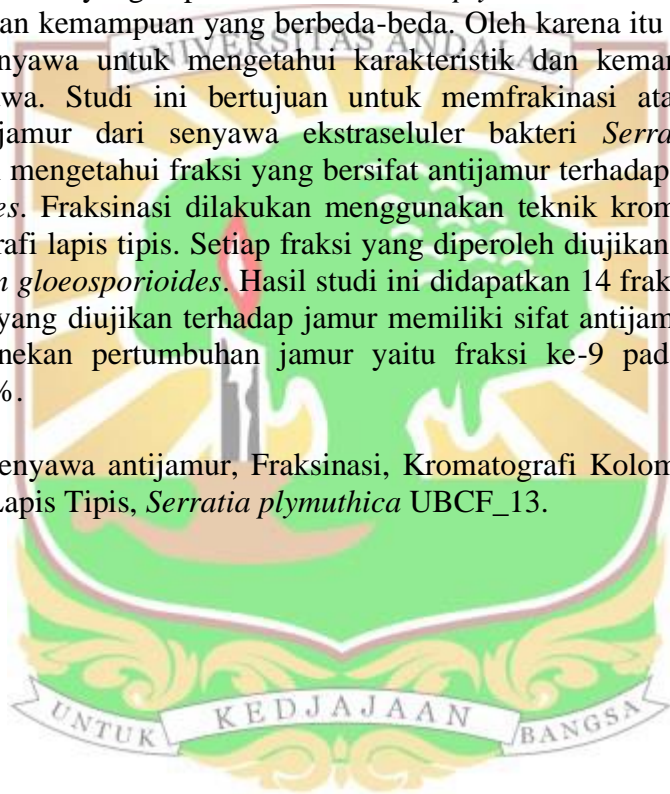 an kemampuan yang berbeda-beda. Oleh karena itu
UNIVERSITAS ANDALAS
nyawa untuk mengetahui karakteristik dan keman
wa. Studi ini bertujuan untuk memfrakinasi ata
jamur dari senyawa ekstraseluler bakteri Serra
mengetahui fraksi yang bersifat antijamur terhadap
es. Fraksinasi dilakukan menggunakan teknik krom
rafi lapis tipis. Setiap fraksi yang diperoleh diujikan
n gloeosporioides. Hasil studi ini didapatkan 14 frak
yang diujikan terhadap jamur memiliki sifat antijam
nekan pertumbuhan jamur yaitu fraksi ke-9 pad
%.
enyawa antijamur, Fraksinasi, Kromatografi Kolom
Lapis Tipis, Serratia plymuthica UBCF_13.
UNTUK KEDJAJAAN BANGSA